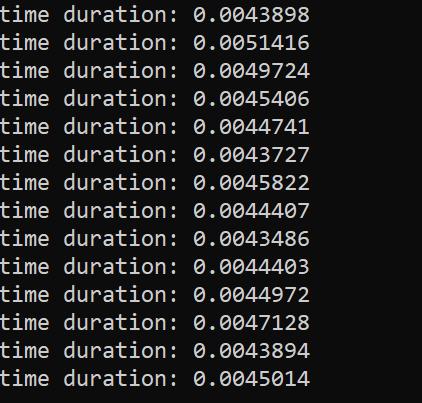 time duration: 0.0043898
time duration: 0.0051416
time duration: 0.0049724
time duration: 0.0045406
time duration: 0.0044741
time duration: 0.0043727
time duration: 0.0045822
time duration: 0.0044407
time duration: 0.0043486
time duration: 0.0044403
time duration: 0.0044972
time duration: 0.0047128
time duration: 0.0043894
time duration: 0.0045014